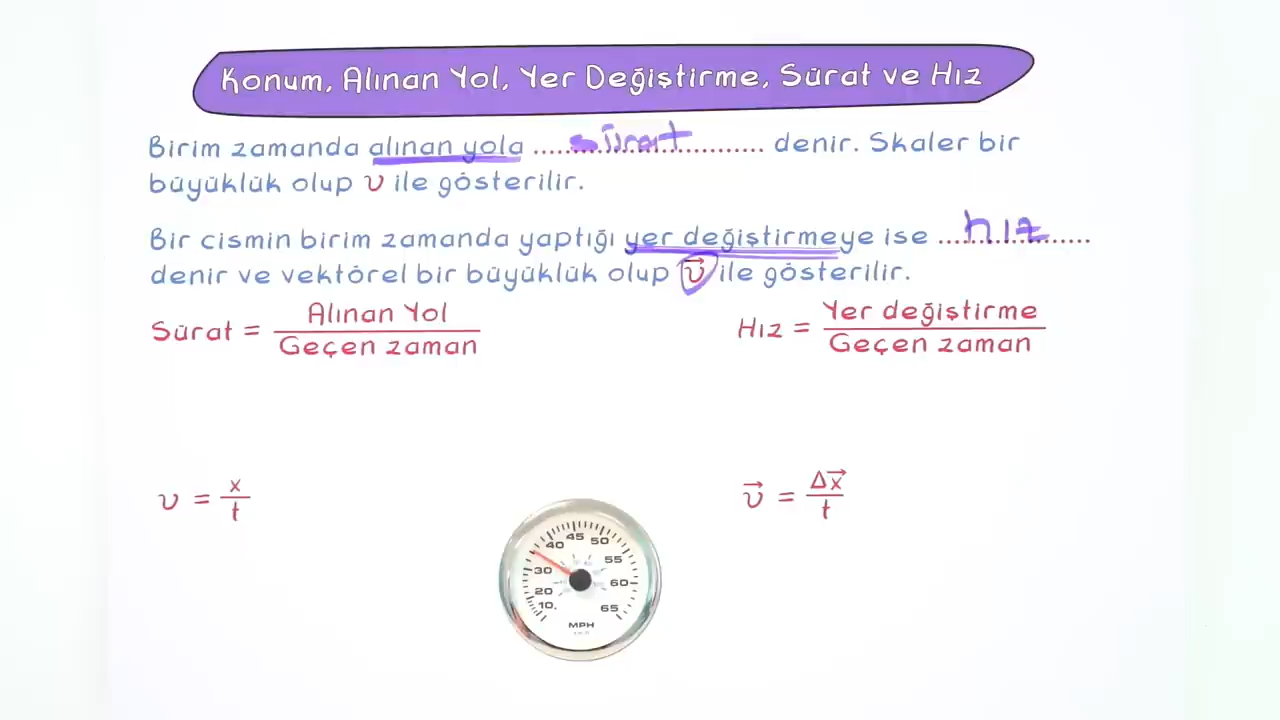 Konum, Alınan Yol, Yer Değiştirme, Sürat ve Hız
Birim zamanda alınan yola ....sürat.... denir. Skaler bir
büyüklük olup υ ile gösterilir.
Bir cismin birim zamanda yaptığı yer değiştirmeye ise ...hız...
denir ve vektörel bir büyüklük olup υ⃗ ile gösterilir.
Sürat = Alınan Yol / Geçen zaman
Hız = Yer değiştirme / Geçen zaman
υ = x / t
υ⃗ = Δx⃗ / t
10 20 30 40 45 50 55 60 65
MPH